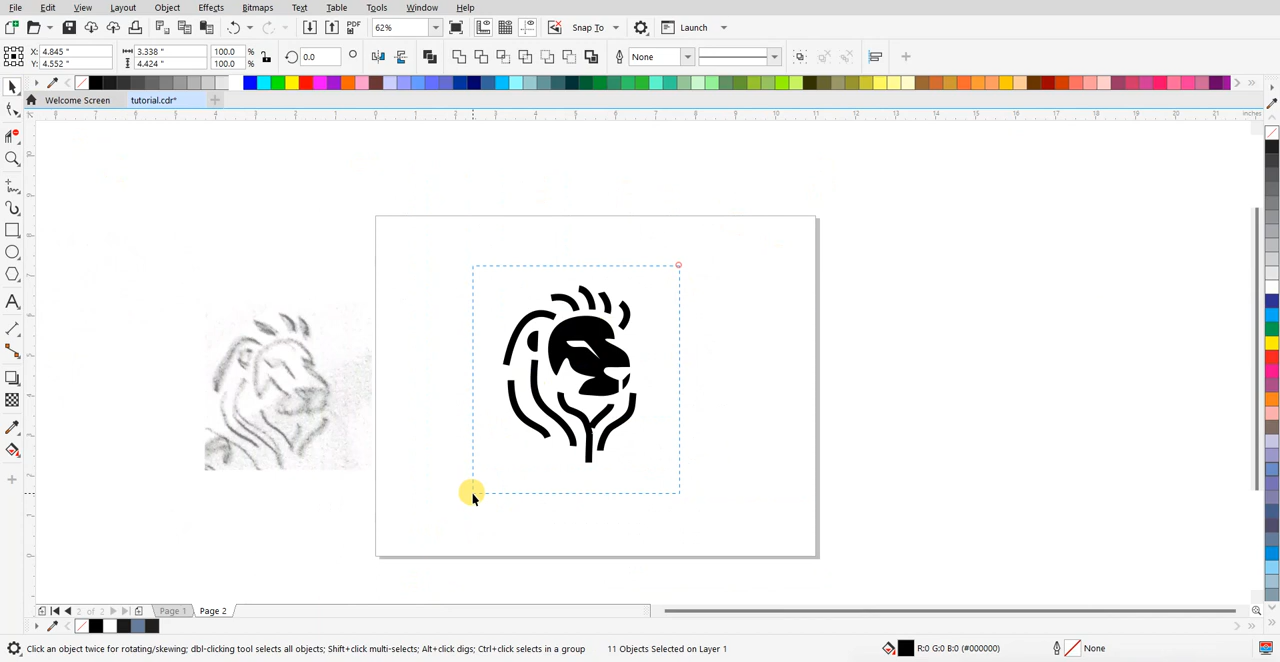 File Edit View Layout Object Effects Bitmaps Text Table Tools Window Help
PDF 62% Snap To Launch
X: 4.845 " 3.338 " 100.0 % 0.0 None
Y: 4.552 " 4.424 " 100.0 %
Welcome Screen tutorial.cdr*
inches
2 of 2 Page 1 Page 2
Click an object twice for rotating/skewing; dbl-clicking tool selects all objects; Shift+click multi-selects; Alt+click digs; Ctrl+click selects in a group 11 Objects Selected on Layer 1 R:0 G:0 B:0 (#000000) None